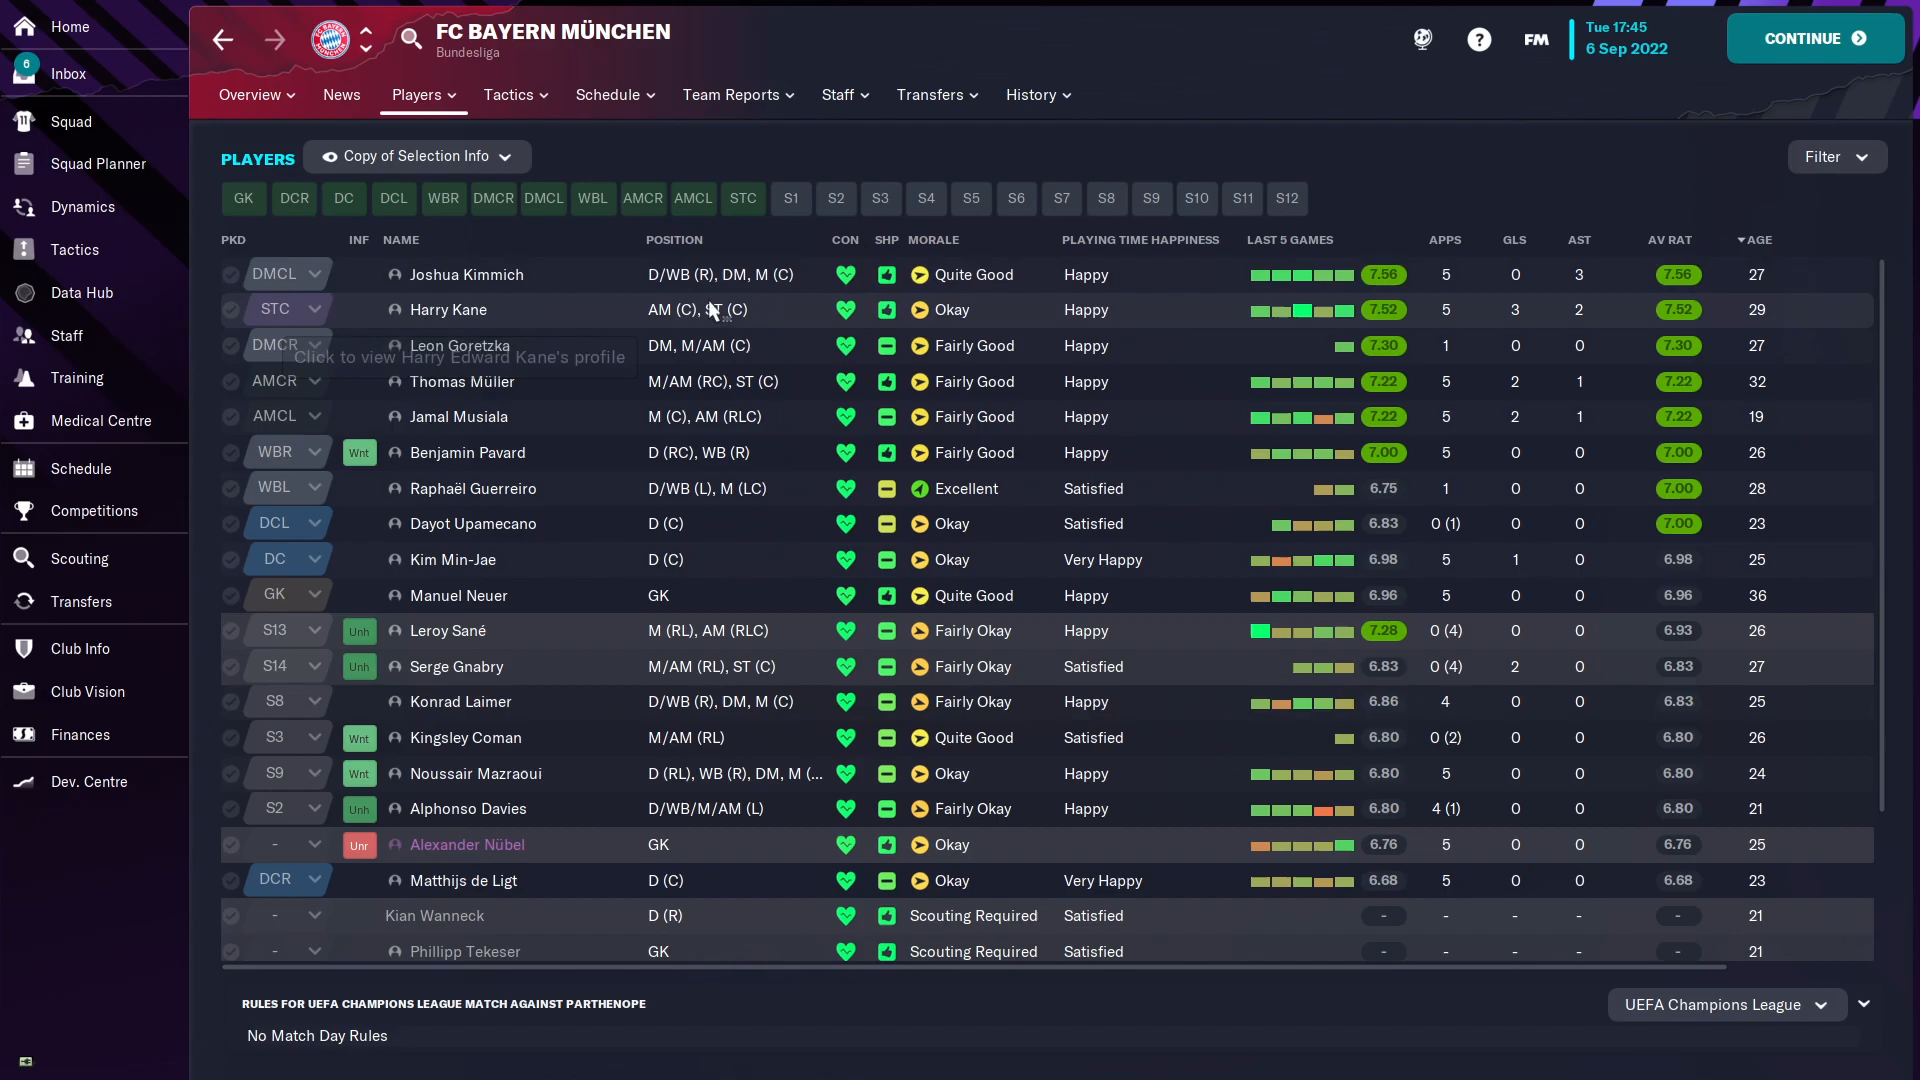 Home
6
Inbox
Squad
Squad Planner
Dynamics
Tactics
Data Hub
Staff
Training
Medical Centre
Schedule
Competitions
Scouting
Transfers
Club Info
Club Vision
Finances
Dev. Centre
FC BAYERN MÜNCHEN
Bundesliga
FM
Tue 17:45
6 Sep 2022
CONTINUE
Overview News Players Tactics Schedule Team Reports Staff Transfers History
PLAYERS Copy of Selection Info Filter
GK DCR DC DCL WBR DMCR DMCL WBL AMCR AMCL STC S1 S2 S3 S4 S5 S6 S7 S8 S9 S10 S11 S12
PKD INF NAME POSITION CON SHP MORALE PLAYING TIME HAPPINESS LAST 5 GAMES APPS GLS AST AV RAT AGE
DMCL Joshua Kimmich D/WB (R), DM, M (C) Quite Good Happy 7.56 5 0 3 7.56 27
STC Harry Kane AM (C), ST (C) Okay Happy 7.52 5 3 2 7.52 29
DMCR Leon Goretzka DM, M/AM (C) Fairly Good Happy 7.30 1 0 0 7.30 27
Click to view Harry Edward Kane's profile
AMCR Thomas Müller M/AM (RC), ST (C) Fairly Good Happy 7.22 5 2 1 7.22 32
AMCL Jamal Musiala M (C), AM (RLC) Fairly Good Happy 7.22 5 2 1 7.22 19
WBR Wnt Benjamin Pavard D (RC), WB (R) Fairly Good Happy 7.00 5 0 0 7.00 26
WBL Raphaël Guerreiro D/WB (L), M (LC) Excellent Satisfied 6.75 1 0 0 7.00 28
DCL Dayot Upamecano D (C) Okay Satisfied 6.83 0 (1) 0 0 7.00 23
DC Kim Min-Jae D (C) Okay Very Happy 6.98 5 1 0 6.98 25
GK Manuel Neuer GK Quite Good Happy 6.96 5 0 0 6.96 36
S13 Unh Leroy Sané M (RL), AM (RLC) Fairly Okay Happy 7.28 0 (4) 0 0 6.93 26
S14 Unh Serge Gnabry M/AM (RL), ST (C) Fairly Okay Satisfied 6.83 0 (4) 2 0 6.83 27
S8 Konrad Laimer D/WB (R), DM, M (C) Fairly Okay Happy 6.86 4 0 0 6.83 25
S3 Wnt Kingsley Coman M/AM (RL) Quite Good Satisfied 6.80 0 (2) 0 0 6.80 26
S9 Wnt Noussair Mazraoui D (RL), WB (R), DM, M (... Okay Happy 6.80 5 0 0 6.80 24
S2 Unh Alphonso Davies D/WB/M/AM (L) Fairly Okay Happy 6.80 4 (1) 0 0 6.80 21
- Unr Alexander Nübel GK Okay 6.76 5 0 0 6.76 25
DCR Matthijs de Ligt D (C) Okay Very Happy 6.68 5 0 0 6.68 23
- Kian Wanneck D (R) Scouting Required Satisfied - - - - - 21
- Phillipp Tekeser GK Scouting Required Satisfied - - - - - 21
RULES FOR UEFA CHAMPIONS LEAGUE MATCH AGAINST PARTHENOPE UEFA Champions League
No Match Day Rules